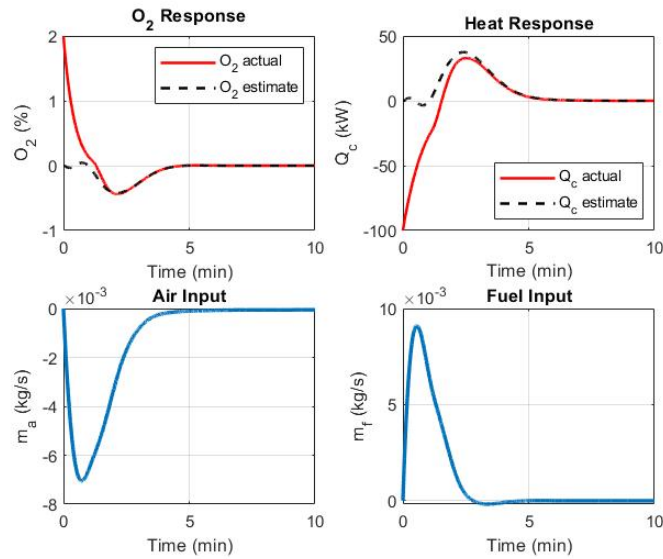 O2 Response
2
1
0
-1
O2 (%)
O2 actual
O2 estimate
0 5 10
Time (min)
Heat Response
50
0
-50
-100
Qc (kW)
Qc actual
Qc estimate
0 5 10
Time (min)
×10-3
Air Input
0
-2
-4
-6
-8
ma (kg/s)
0 5 10
Time (min)
×10-3
Fuel Input
10
5
0
mf (kg/s)
0 5 10
Time (min)